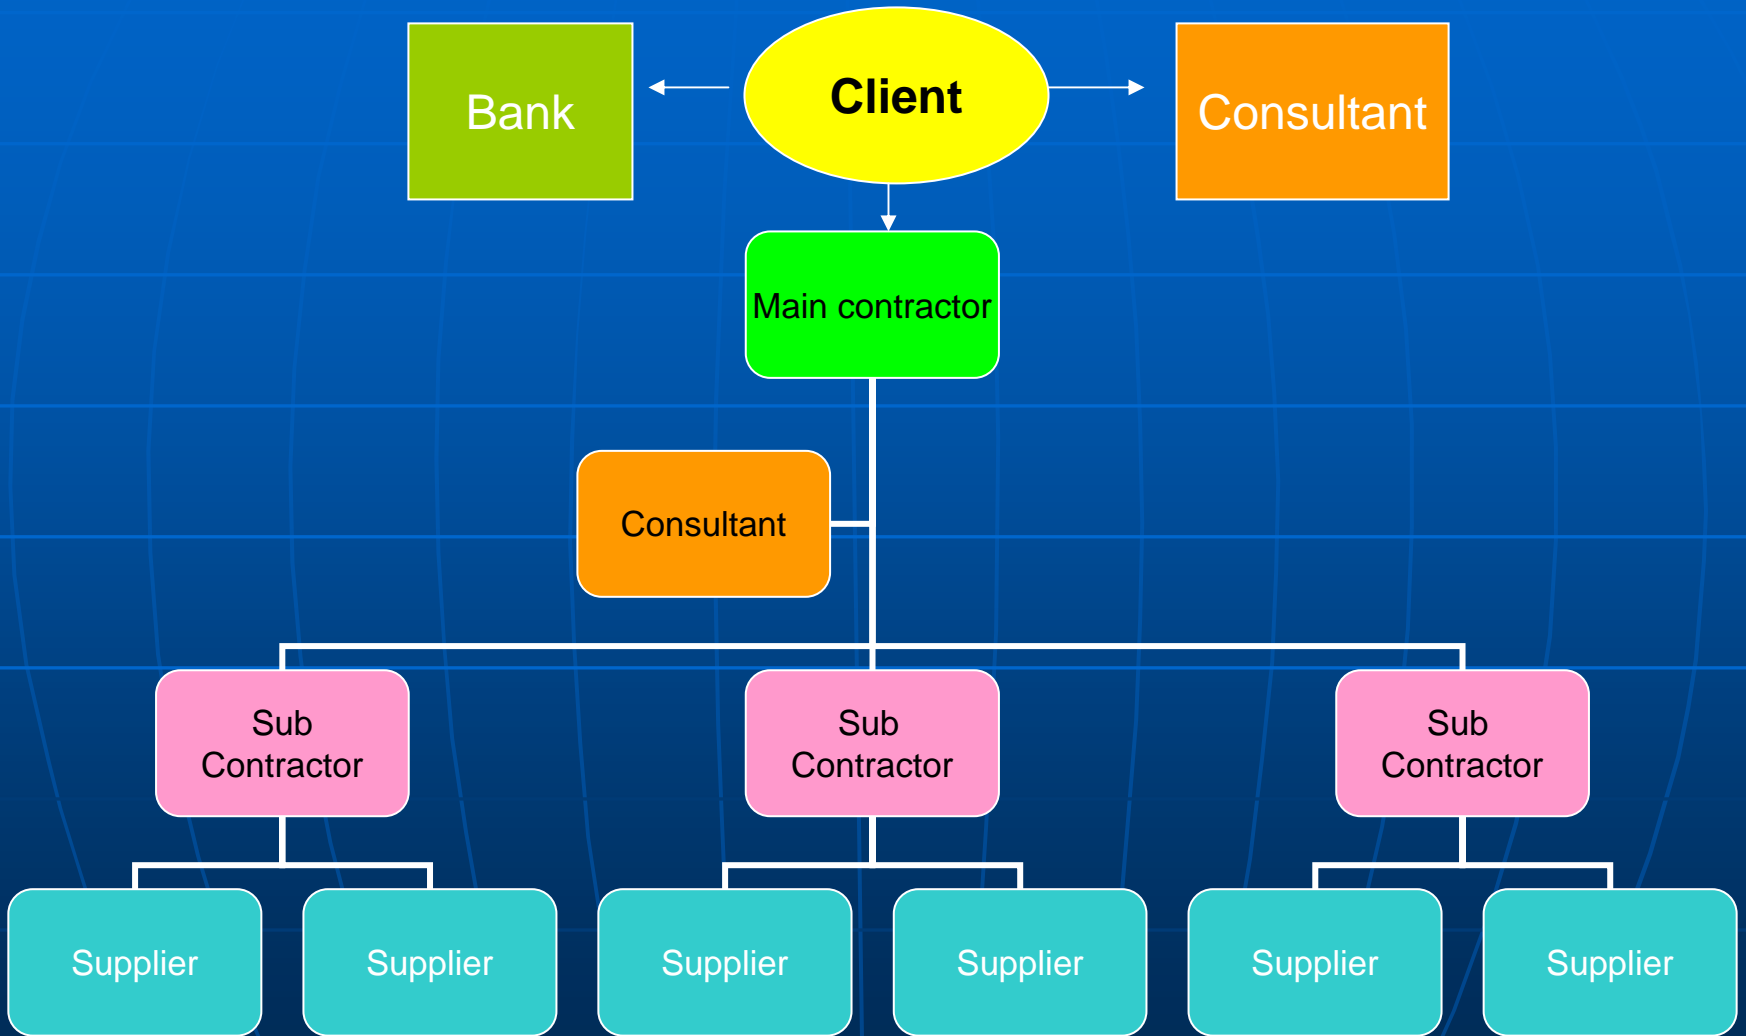 Bank
Client
Consultant
Main contractor
Consultant
Sub
Contractor
Sub
Contractor
Sub
Contractor
Supplier
Supplier
Supplier
Supplier
Supplier
Supplier